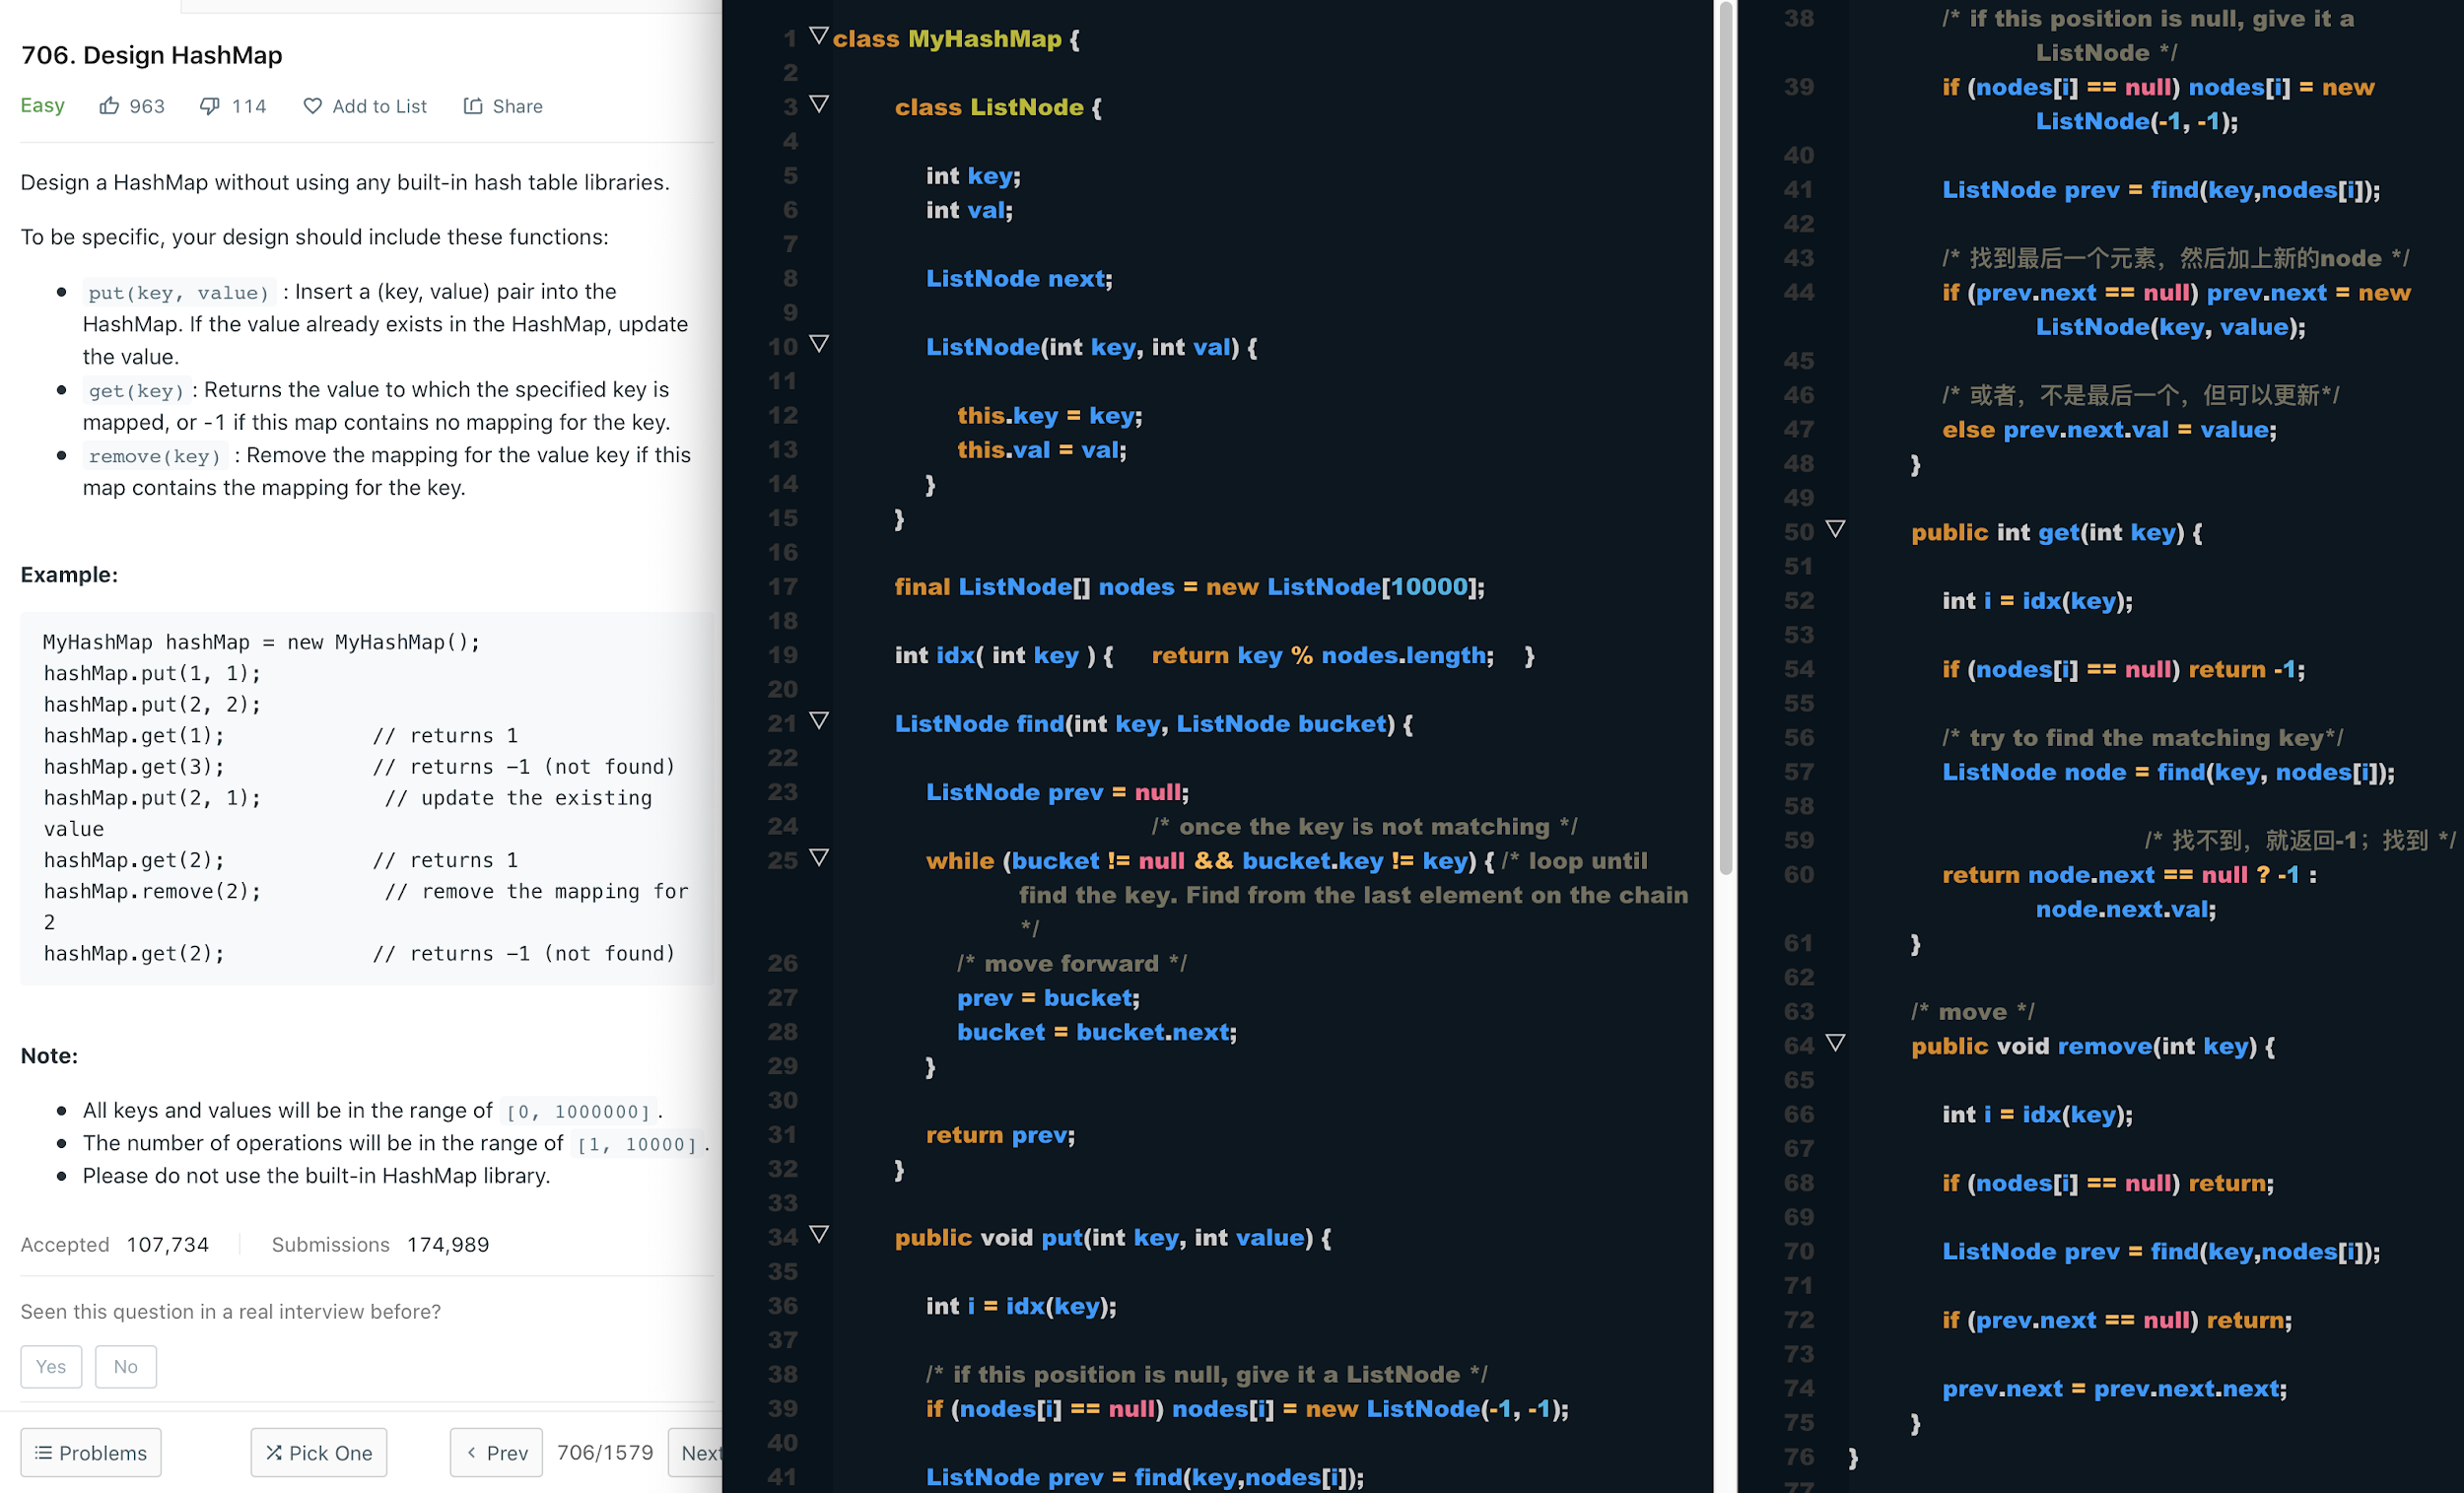 706. Design HashMap
Easy 963 114 Add to List Share
Design a HashMap without using any built-in hash table libraries.
To be specific, your design should include these functions:
• put(key, value) : Insert a (key, value) pair into the
HashMap. If the value already exists in the HashMap, update
the value.
• get(key): Returns the value to which the specified key is
mapped, or -1 if this map contains no mapping for the key.
• remove(key) : Remove the mapping for the value key if this
map contains the mapping for the key.
Example:
MyHashMap hashMap = new MyHashMap();
hashMap.put(1, 1);
hashMap.put(2, 2);
hashMap.get(1);            // returns 1
hashMap.get(3);            // returns -1 (not found)
hashMap.put(2, 1);          // update the existing
value
hashMap.get(2);            // returns 1
hashMap.remove(2);          // remove the mapping for
2
hashMap.get(2);            // returns -1 (not found)
Note:
• All keys and values will be in the range of [0, 1000000].
• The number of operations will be in the range of [1, 10000].
• Please do not use the built-in HashMap library.
Accepted 107,734 Submissions 174,989
Seen this question in a real interview before?
Yes No
Problems Pick One < Prev 706/1579 Next
1 class MyHashMap {
2
3 class ListNode {
4
5 int key;
6 int val;
7
8 ListNode next;
9
10 ListNode(int key, int val) {
11
12 this.key = key;
13 this.val = val;
14 }
15 }
16
17 final ListNode[] nodes = new ListNode[10000];
18
19 int idx( int key ) {    return key % nodes.length;   }
20
21 ListNode find(int key, ListNode bucket) {
22
23 ListNode prev = null;
24 /* once the key is not matching */
25 while (bucket != null && bucket.key != key) { /* loop until
find the key. Find from the last element on the chain
*/
26 /* move forward */
27 prev = bucket;
28 bucket = bucket.next;
29 }
30
31 return prev;
32 }
33
34 public void put(int key, int value) {
35
36 int i = idx(key);
37
38 /* if this position is null, give it a ListNode */
39 if (nodes[i] == null) nodes[i] = new ListNode(-1, -1);
40
41 ListNode prev = find(key,nodes[i]);
38 /* if this position is null, give it a
ListNode */
39 if (nodes[i] == null) nodes[i] = new
ListNode(-1, -1);
40
41 ListNode prev = find(key,nodes[i]);
42
43 /* 找到最后一个元素，然后加上新的node */
44 if (prev.next == null) prev.next = new
ListNode(key, value);
45
46 /* 或者，不是最后一个，但可以更新*/
47 else prev.next.val = value;
48 }
49
50 public int get(int key) {
51
52 int i = idx(key);
53
54 if (nodes[i] == null) return -1;
55
56 /* try to find the matching key*/
57 ListNode node = find(key, nodes[i]);
58
59 /* 找不到，就返回-1；找到 */
60 return node.next == null ? -1 :
node.next.val;
61 }
62
63 /* move */
64 public void remove(int key) {
65
66 int i = idx(key);
67
68 if (nodes[i] == null) return;
69
70 ListNode prev = find(key,nodes[i]);
71
72 if (prev.next == null) return;
73
74 prev.next = prev.next.next;
75 }
76 }
77